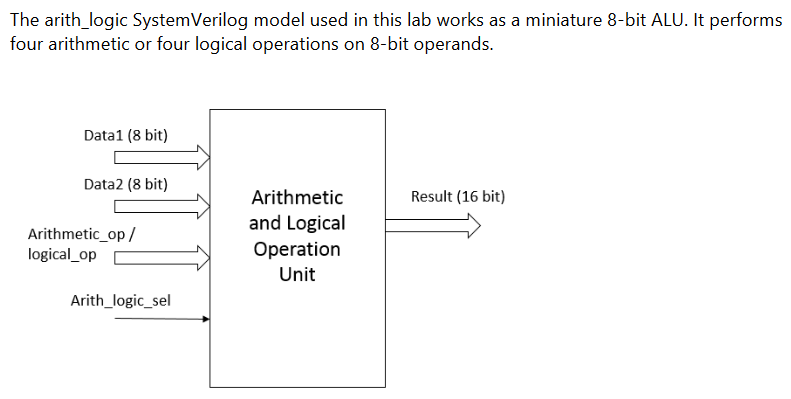 The arith_logic SystemVerilog model used in this lab works as a miniature 8-bit ALU. It performs
four arithmetic or four logical operations on 8-bit operands.
Data1 (8 bit)
Data2 (8 bit)
Arithmetic_op /
logical_op
Arith_logic_sel
Arithmetic
and Logical
Operation
Unit
Result (16 bit)